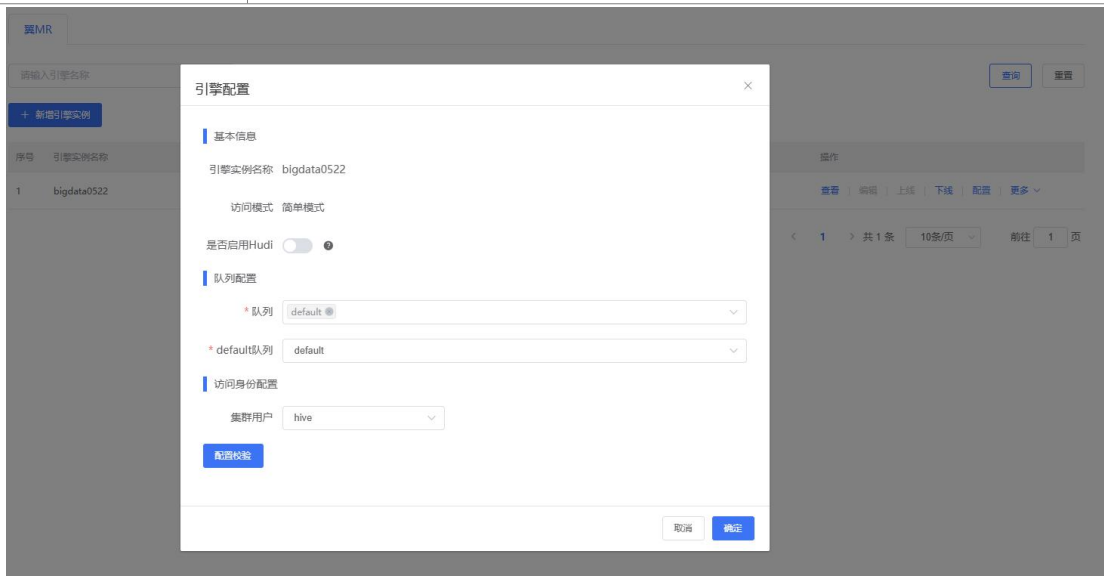 翼MR
请输入引擎名称
查询 重置
+ 新增引擎实例
序号 引擎实例名称 操作
1 bigdata0522 查看 编辑 上线 下线 配置 更多
1 共 1 条 10条/页 前往 1 页
引擎配置
基本信息
引擎实例名称 bigdata0522
访问模式 简单模式
是否启用Hudi
队列配置
* 队列 default
* default队列 default
访问身份配置
集群用户 hive
配置校验
取消 确定